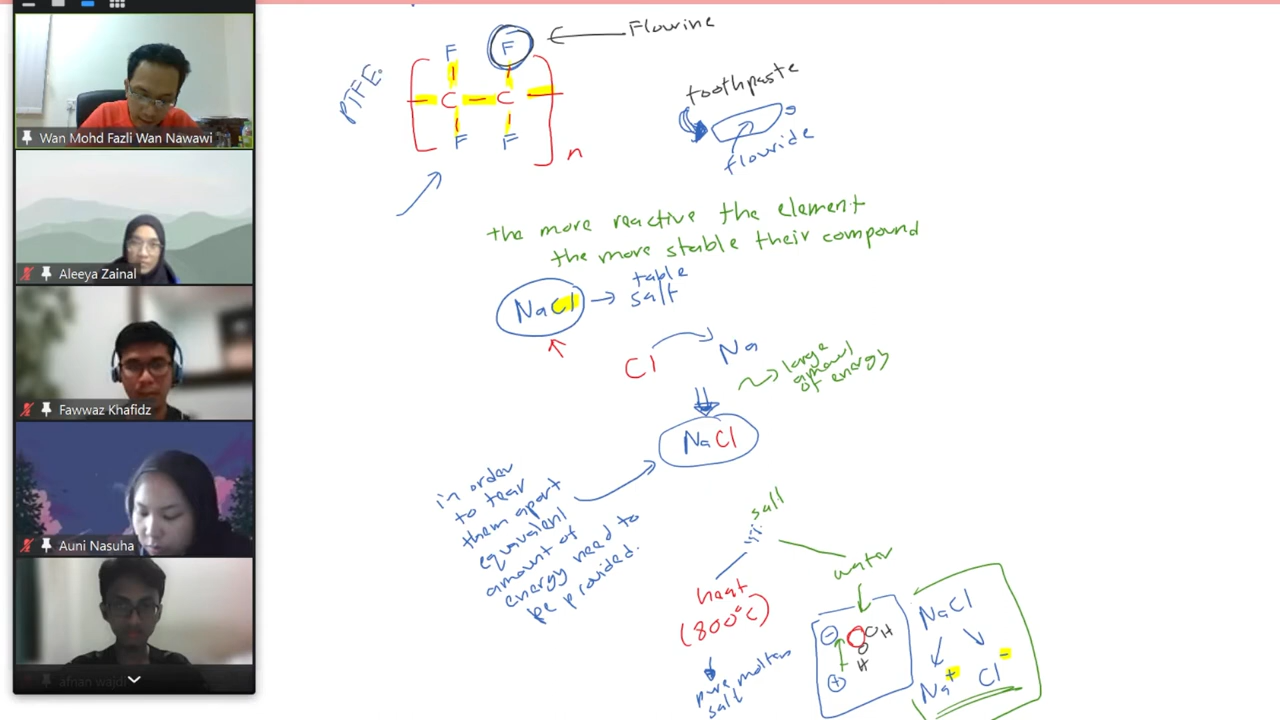 Wan Mohd Fazli Wan Nawawi
Aleeya Zainal
Fawwaz Khafidz
Auni Nasuha
afnan wajdi
PTFE.
F
F
Flourine
C
C
F
F
n
toothpaste
flouride
the more reactive the element
the more stable their compound
NaCl
table
salt
Cl
Na
large
amount
of energy
NaCl
in order
to tear
them apart
equivalent
amount of
energy need to
be provided.
salt
heat
(800°C)
pure molten
salt
water
-
O
O
H
O
H
+
NaCl
Na+
Cl-